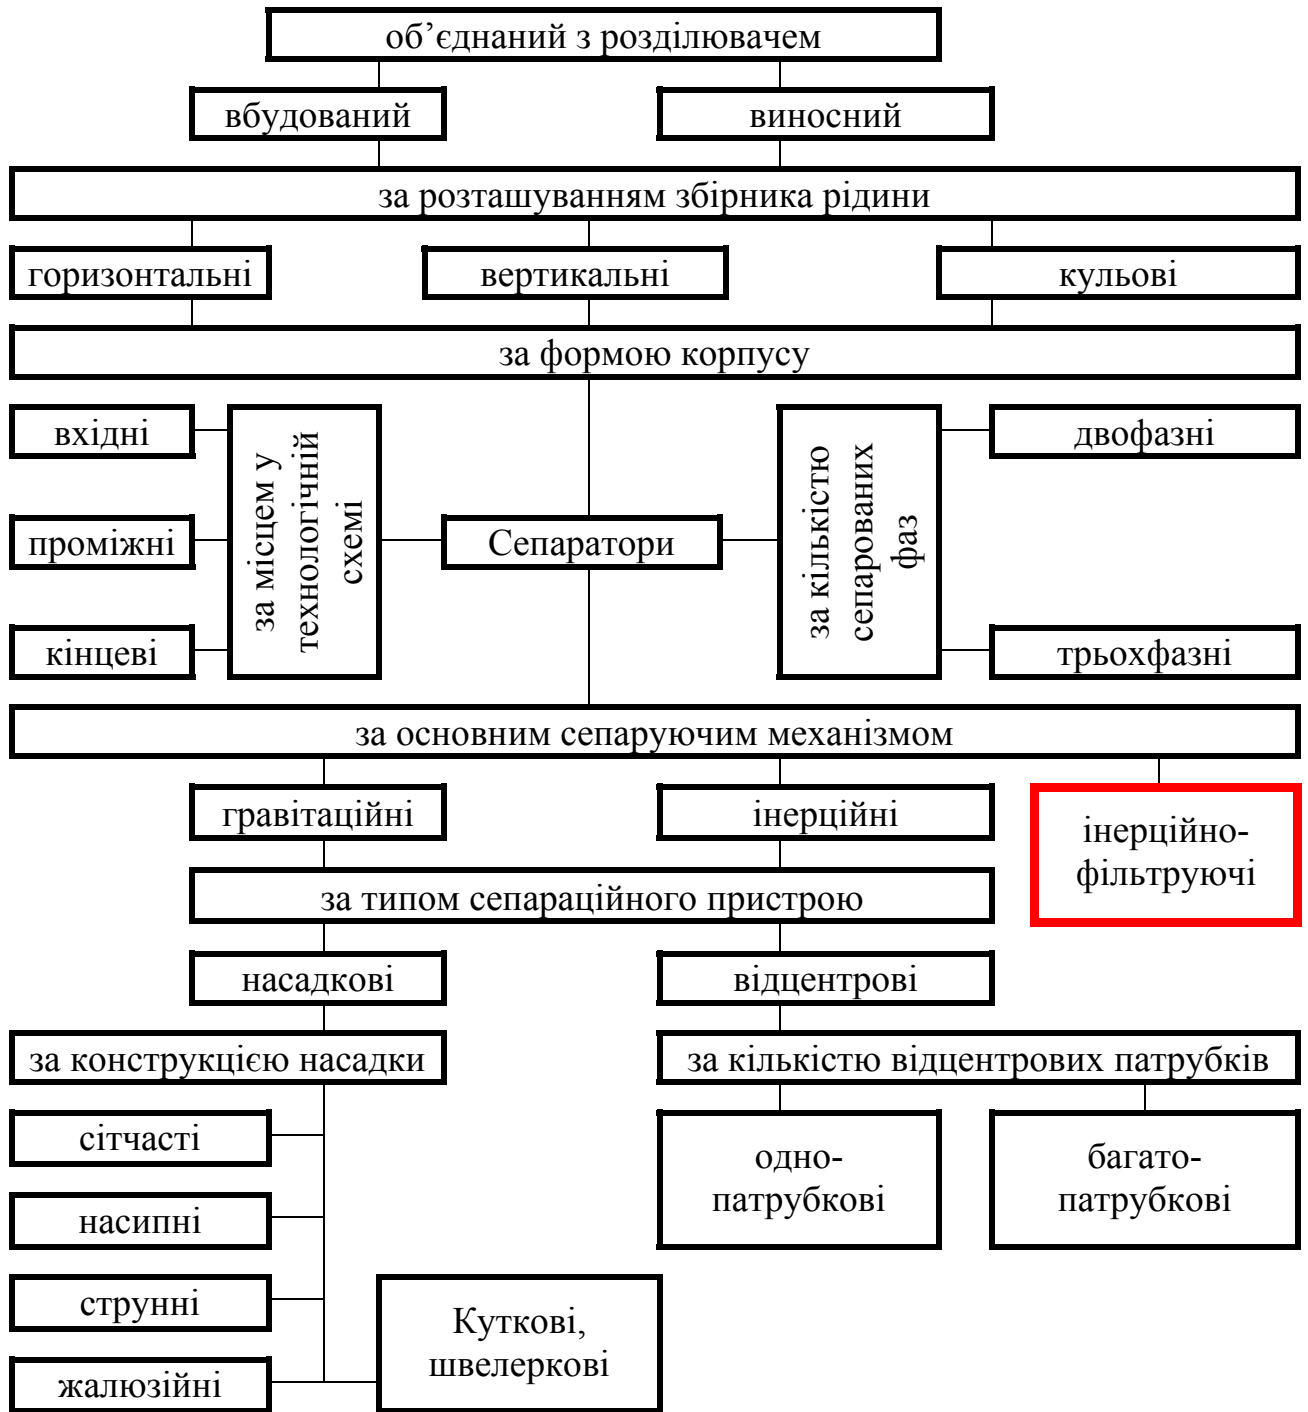 об’єднаний з розділювачем
вбудований
виносний
за розташуванням збірника рідини
горизонтальні
вертикальні
кульові
за формою корпусу
вхідні
проміжні
кінцеві
за місцем у
технологічній
схемі
Сепаратори
за кількістю
сепарованих
фаз
двофазні
трьохфазні
за основним сепаруючим механізмом
гравітаційні
інерційні
інерційно-
фільтруючі
за типом сепараційного пристрою
насадкові
відцентрові
за конструкцією насадки
за кількістю відцентрових патрубків
сітчасті
насипні
струнні
жалюзійні
Куткові,
швелеркові
одно-
патрубкові
багато-
патрубкові